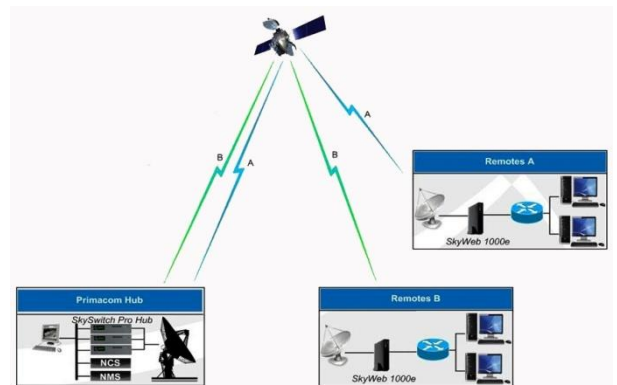 A
B
A
B
Remotes A
SkyWeb 1000e
Primacom Hub
SkySwitch Pro Hub
NCS
NMS
Remotes B
SkyWeb 1000e